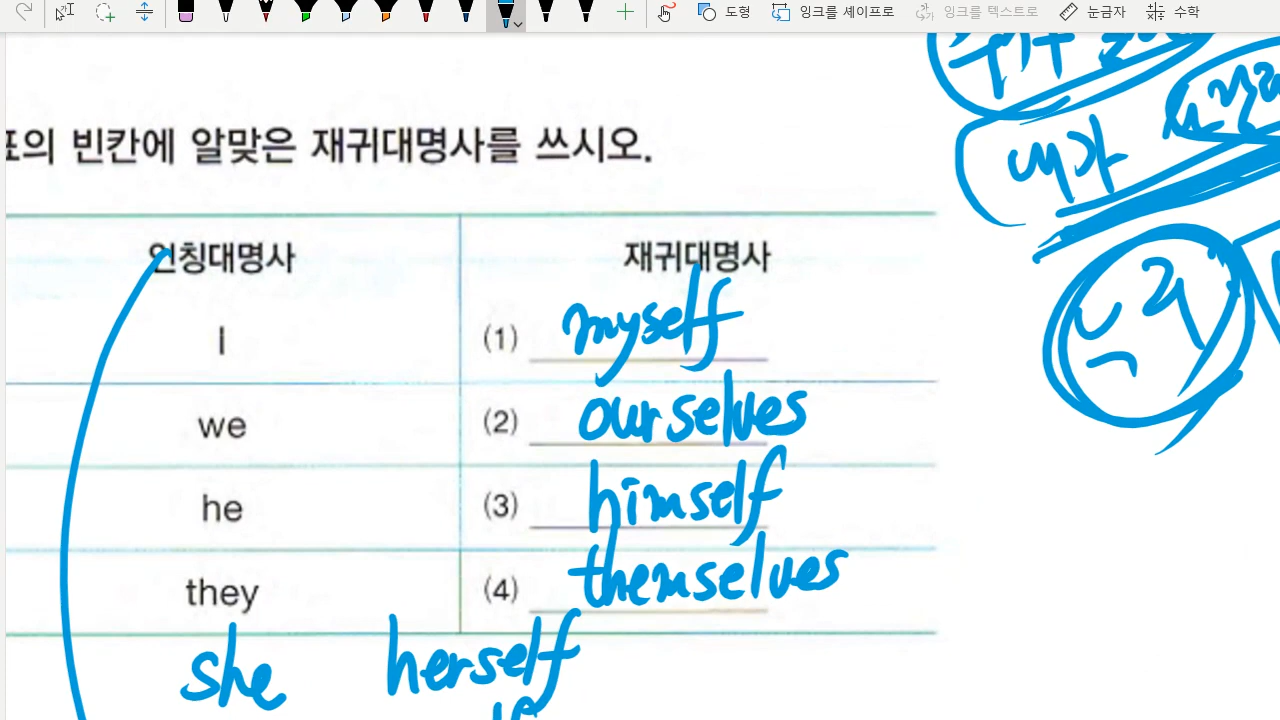 도형 잉크를 셰이프로 잉크를 텍스트로 눈금자 수학
표의 빈칸에 알맞은 재귀대명사를 쓰시오.
인칭대명사 재귀대명사
I (1) myself
we (2) ourselves
he (3) himself
they (4) themselves
she herself
내가